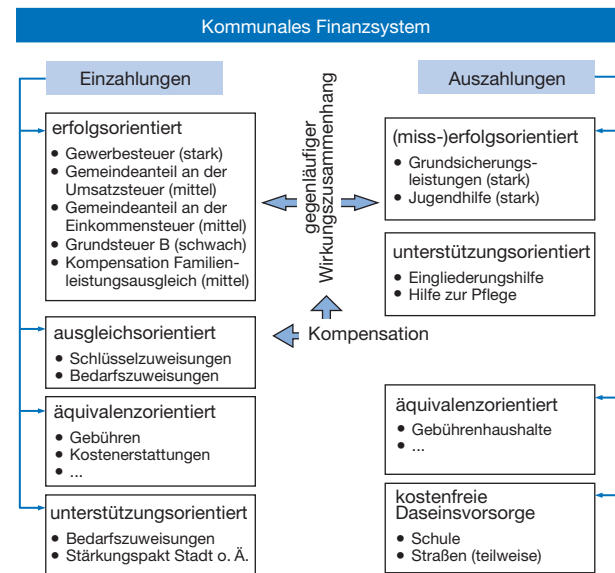 Kommunales Finanzsystem
Einzahlungen
erfolgsorientiert
● Gewerbesteuer (stark)
● Gemeindeanteil an der
Umsatzsteuer (mittel)
● Gemeindeanteil an der
Einkommensteuer (mittel)
● Grundsteuer B (schwach)
● Kompensation Familien-
leistungsausgleich (mittel)
ausgleichsorientiert
● Schlüsselzuweisungen
● Bedarfszuweisungen
äquivalenzorientiert
● Gebühren
● Kostenerstattungen
● ...
unterstützungsorientiert
● Bedarfszuweisungen
● Stärkungspakt Stadt o. Ä.
gegenläufiger
Wirkungszusammenhang
Kompensation
Auszahlungen
(miss-)erfolgsorientiert
● Grundsicherungs-
leistungen (stark)
● Jugendhilfe (stark)
unterstützungsorientiert
● Eingliederungshilfe
● Hilfe zur Pflege
äquivalenzorientiert
● Gebührenhaushalte
● ...
kostenfreie
Daseinsvorsorge
● Schule
● Straßen (teilweise)